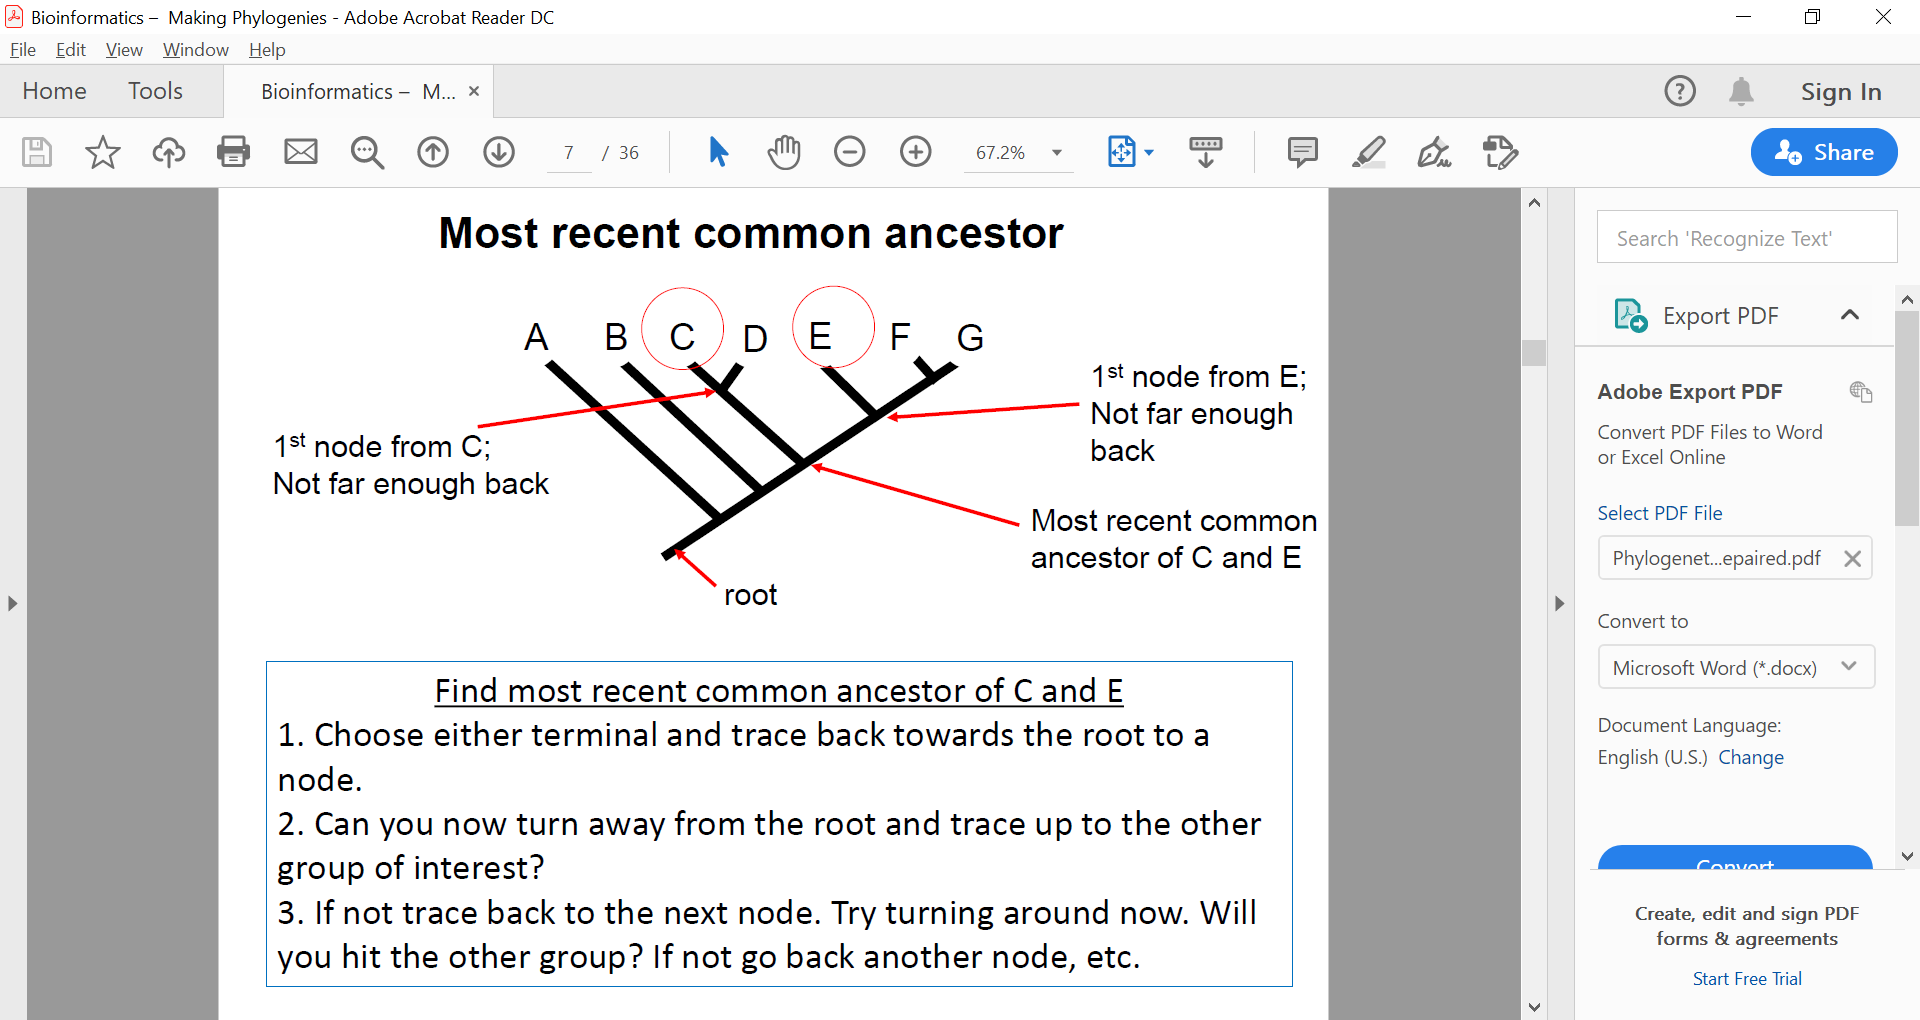 Bioinformatics – Making Phylogenies - Adobe Acrobat Reader DC
File Edit View Window Help
Home Tools Bioinformatics – M... × ? Sign In
7 / 36 67.2% Share
Most recent common ancestor
A B C D E F G
1st node from E;
Not far enough
back
1st node from C;
Not far enough back
Most recent common
ancestor of C and E
root
Find most recent common ancestor of C and E
1. Choose either terminal and trace back towards the root to a
node.
2. Can you now turn away from the root and trace up to the other
group of interest?
3. If not trace back to the next node. Try turning around now. Will
you hit the other group? If not go back another node, etc.
Search 'Recognize Text'
Export PDF
Adobe Export PDF
Convert PDF Files to Word
or Excel Online
Select PDF File
Phylogenet...epaired.pdf
Convert to
Microsoft Word (*.docx)
Document Language:
English (U.S.) Change
Convert
Create, edit and sign PDF
forms & agreements
Start Free Trial